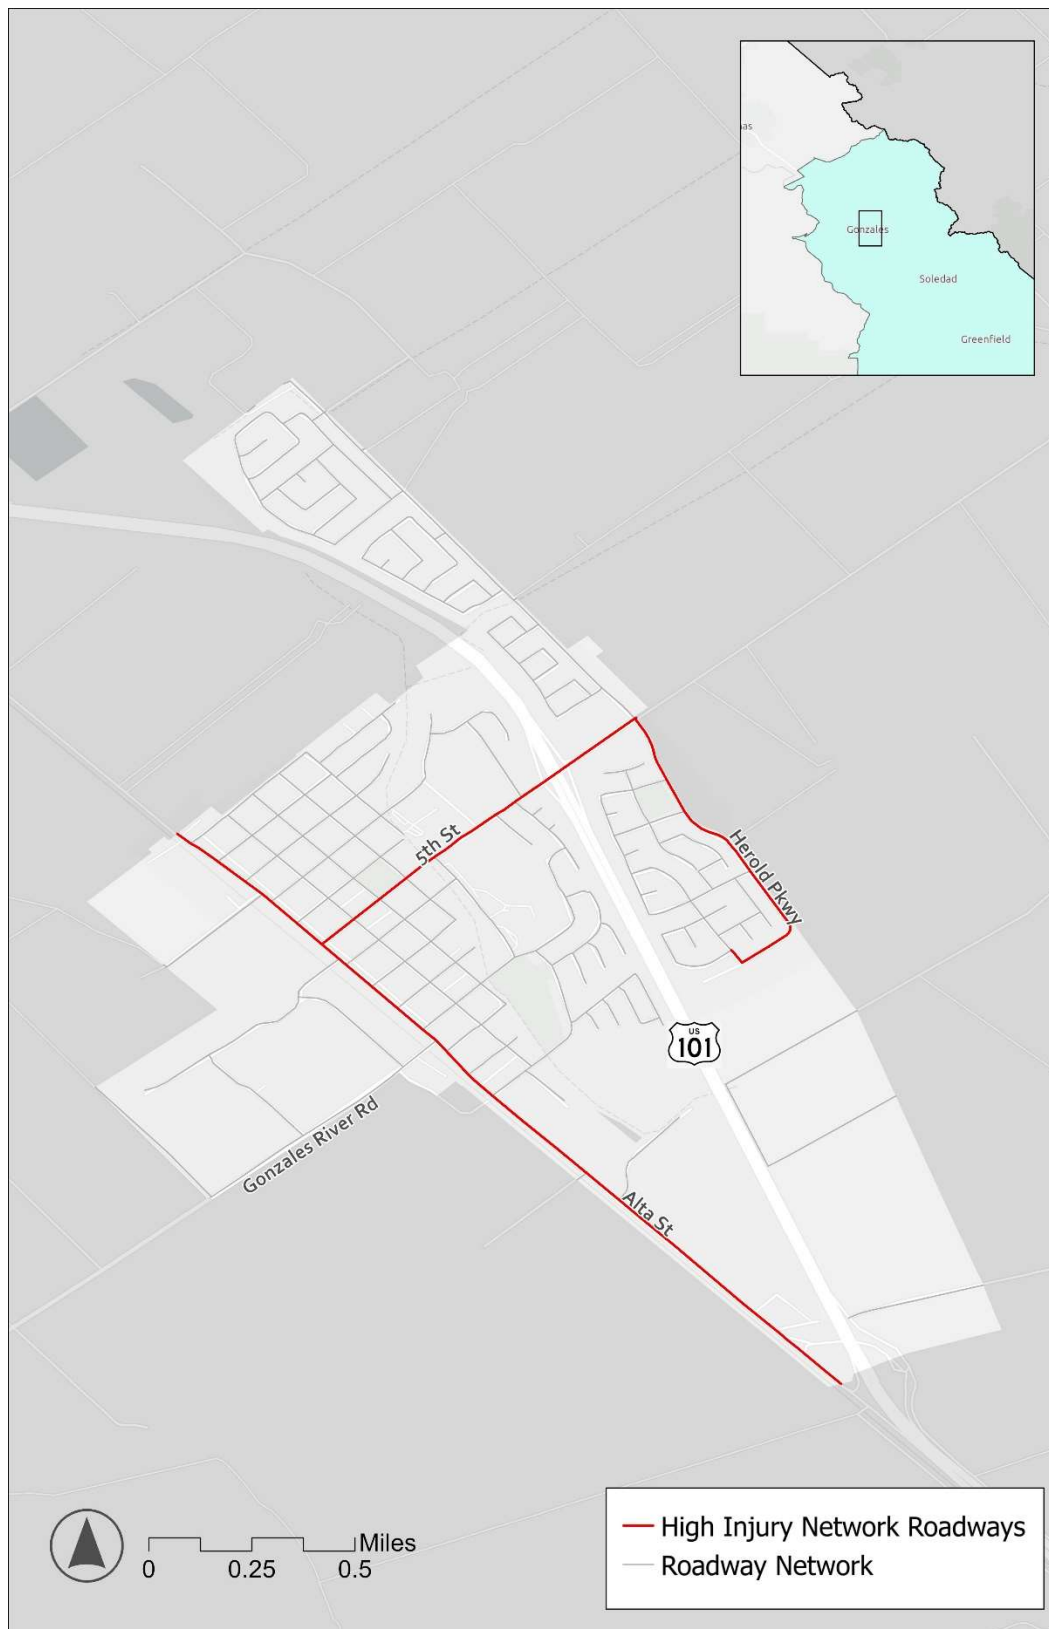 as
Gonzales
Soledad
Greenfield
5th St
Herold Pkwy
US
101
Gonzales River Rd
Alta St
Miles
0
0.25
0.5
High Injury Network Roadways
Roadway Network